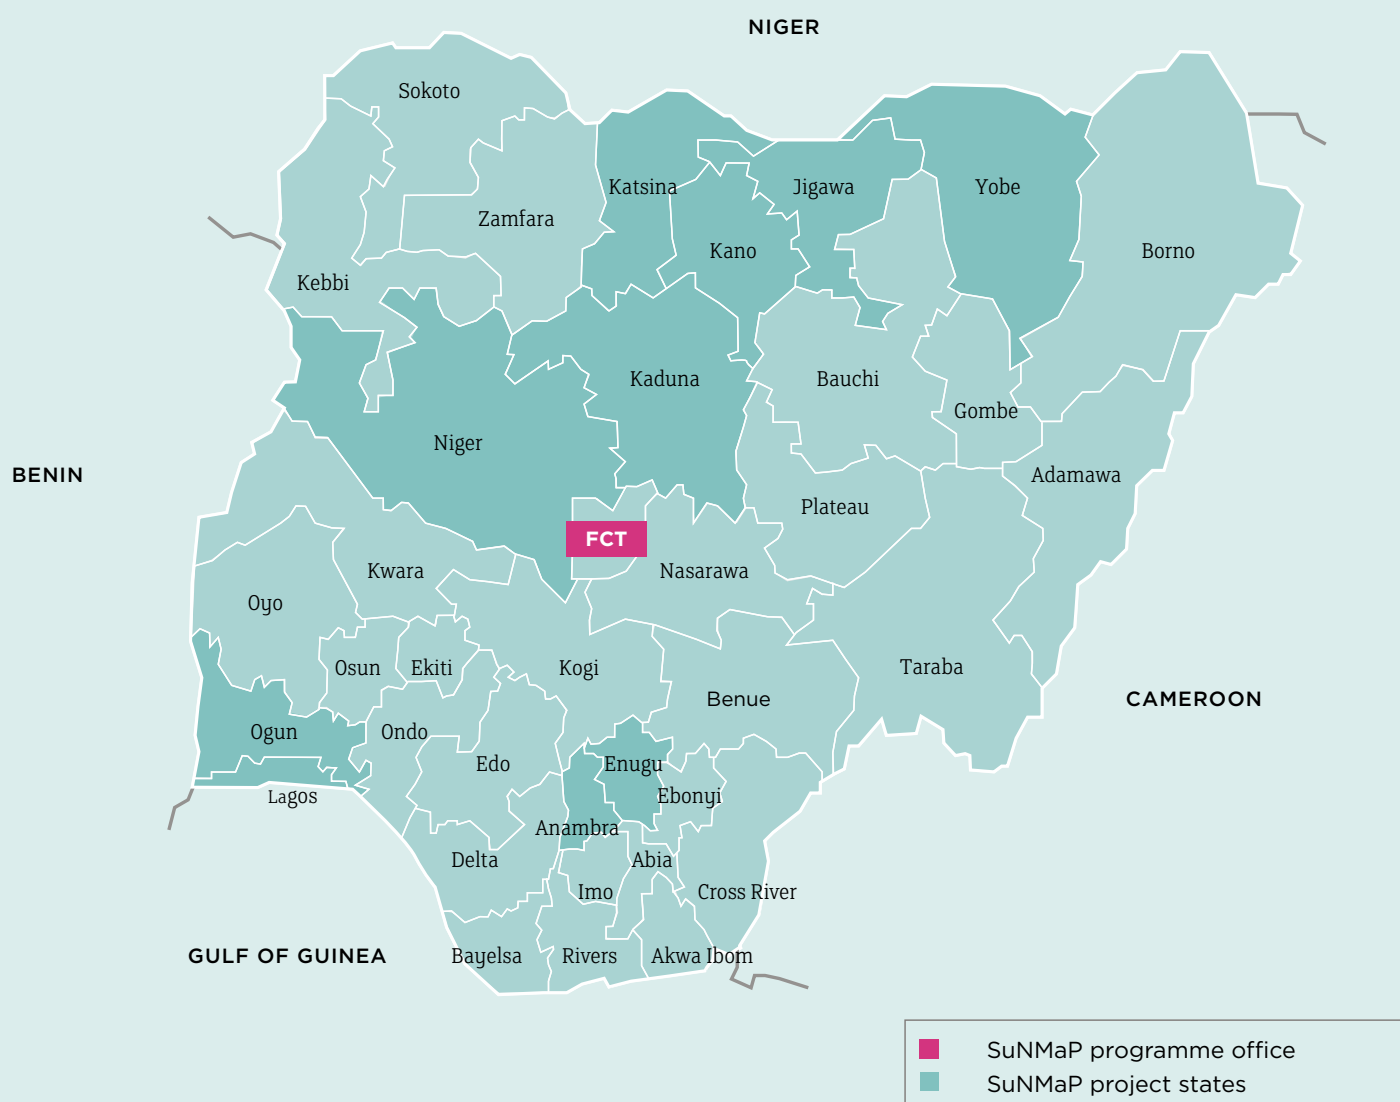 NIGER
Sokoto
Katsina
Jigawa
Yobe
Zamfara
Kano
Borno
Kebbi
Kaduna
Bauchi
Gombe
Niger
BENIN
Adamawa
Plateau
FCT
Kwara
Nasarawa
Oyo
Osun
Ekiti
Kogi
Taraba
Benue
CAMEROON
Ogun
Ondo
Edo
Enugu
Ebonyi
Lagos
Anambra
Delta
Abia
Imo
Cross River
GULF OF GUINEA
Bayelsa
Rivers
Akwa Ibom
SuNMaP programme office
SuNMaP project states